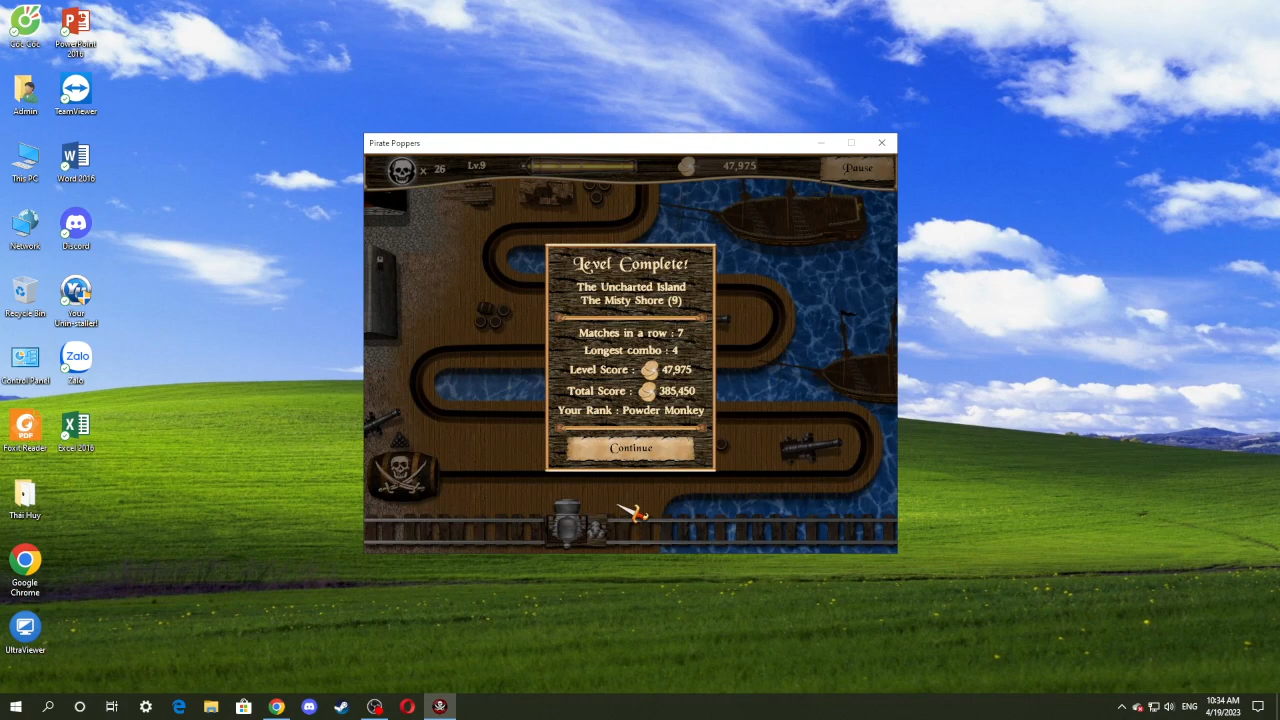 Cốc Cốc
PowerPoint
2016
Admin
TeamViewer
This PC
Word 2016
Network
Discord
Recycle Bin
Your
Unin-staller!
Control Panel
Zalo
Foxit Reader
Excel 2016
Thái Huy
Google
Chrome
UltraViewer
Pirate Poppers
x 26
Lv.9
47,975
Pause
Level Complete!
The Uncharted Island
The Misty Shore (9)
Matches in a row : 7
Longest combo : 4
Level Score : 47,975
Total Score : 385,450
Your Rank : Powder Monkey
Continue
ENG
10:34 AM
4/19/2023